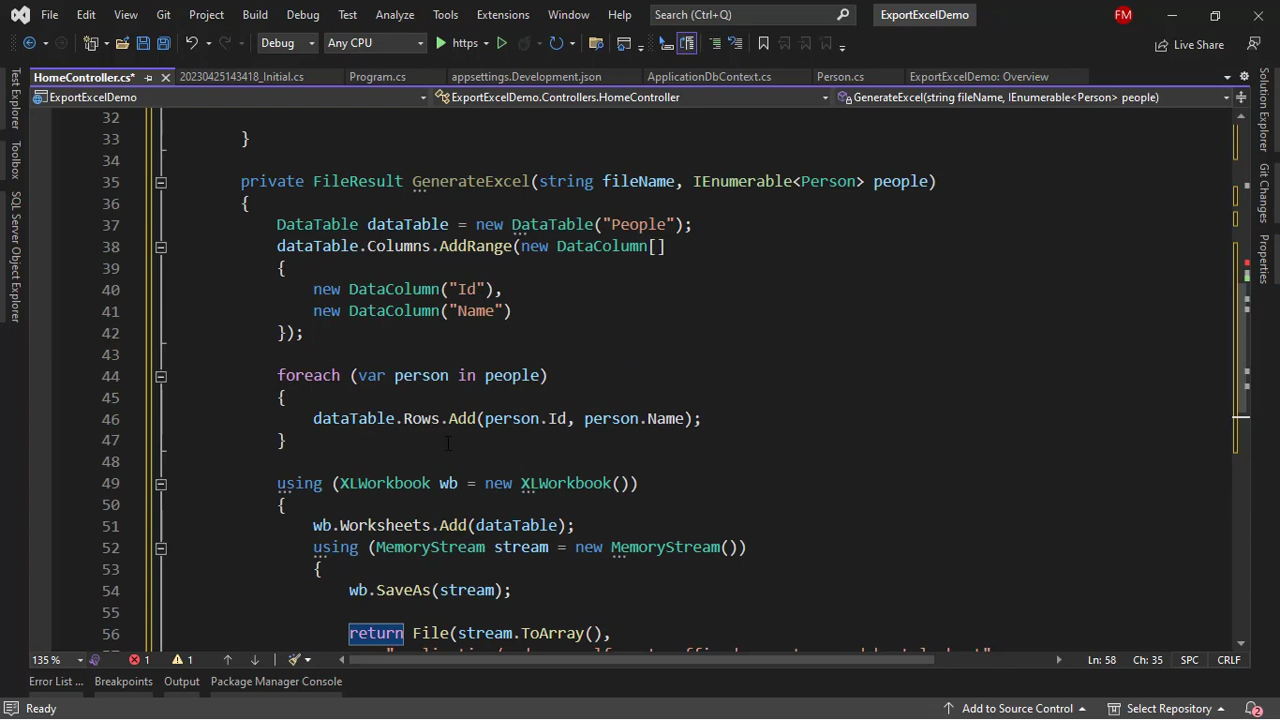 File Edit View Git Project Build Debug Test Analyze Tools Extensions Window Help Search (Ctrl+Q) ExportExcelDemo FM
Debug Any CPU https Live Share
HomeController.cs* 20230425143418_Initial.cs Program.cs appsettings.Development.json ApplicationDbContext.cs Person.cs ExportExcelDemo: Overview
ExportExcelDemo ExportExcelDemo.Controllers.HomeController GenerateExcel(string fileName, IEnumerable<Person> people)
Test Explorer
Toolbox
SQL Server Object Explorer
32
33 }
34
35 private FileResult GenerateExcel(string fileName, IEnumerable<Person> people)
36 {
37 DataTable dataTable = new DataTable("People");
38 dataTable.Columns.AddRange(new DataColumn[]
39 {
40 new DataColumn("Id"),
41 new DataColumn("Name")
42 });
43
44 foreach (var person in people)
45 {
46 dataTable.Rows.Add(person.Id, person.Name);
47 }
48
49 using (XLWorkbook wb = new XLWorkbook())
50 {
51 wb.Worksheets.Add(dataTable);
52 using (MemoryStream stream = new MemoryStream())
53 {
54 wb.SaveAs(stream);
55
56 return File(stream.ToArray(),
Solution Explorer
Git Changes
Properties
135 % 1 1 Ln: 58 Ch: 35 SPC CRLF
Error List ... Breakpoints Output Package Manager Console
Ready Add to Source Control Select Repository 2